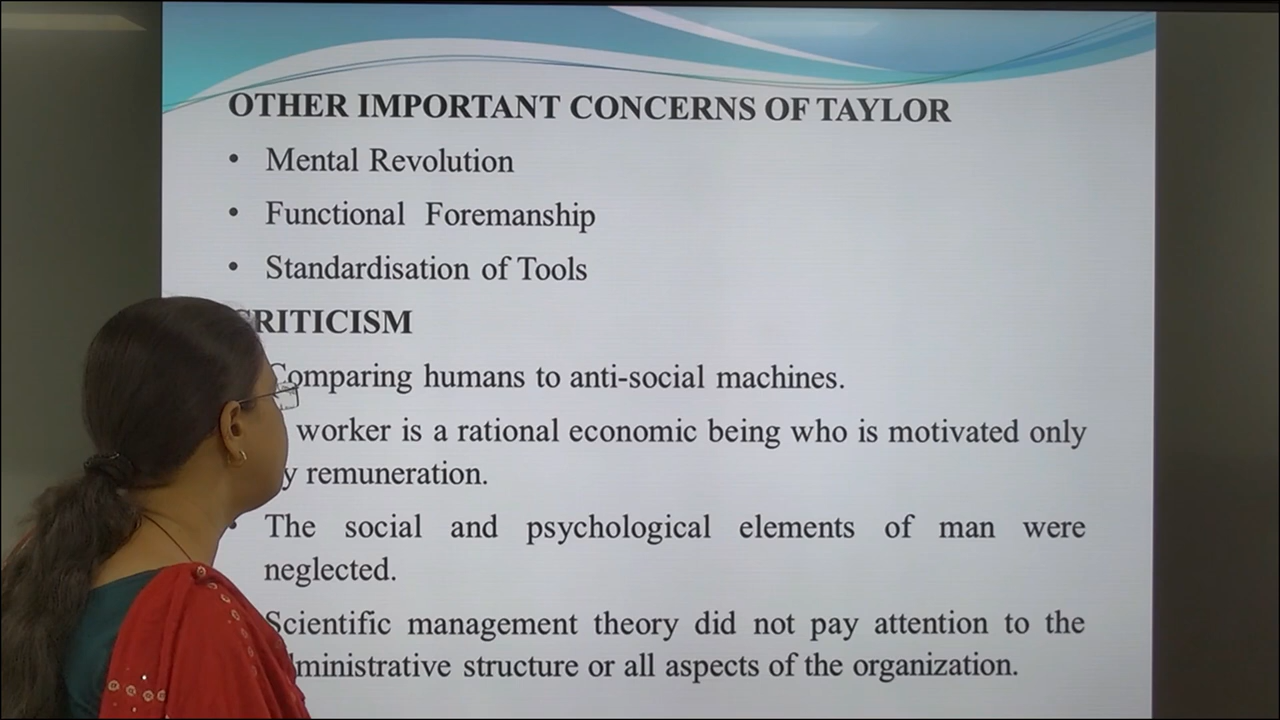 OTHER IMPORTANT CONCERNS OF TAYLOR
• Mental Revolution
• Functional Foremanship
• Standardisation of Tools
CRITICISM
Comparing humans to anti-social machines.
worker is a rational economic being who is motivated only
by remuneration.
• The social and psychological elements of man were
neglected.
Scientific management theory did not pay attention to the
administrative structure or all aspects of the organization.